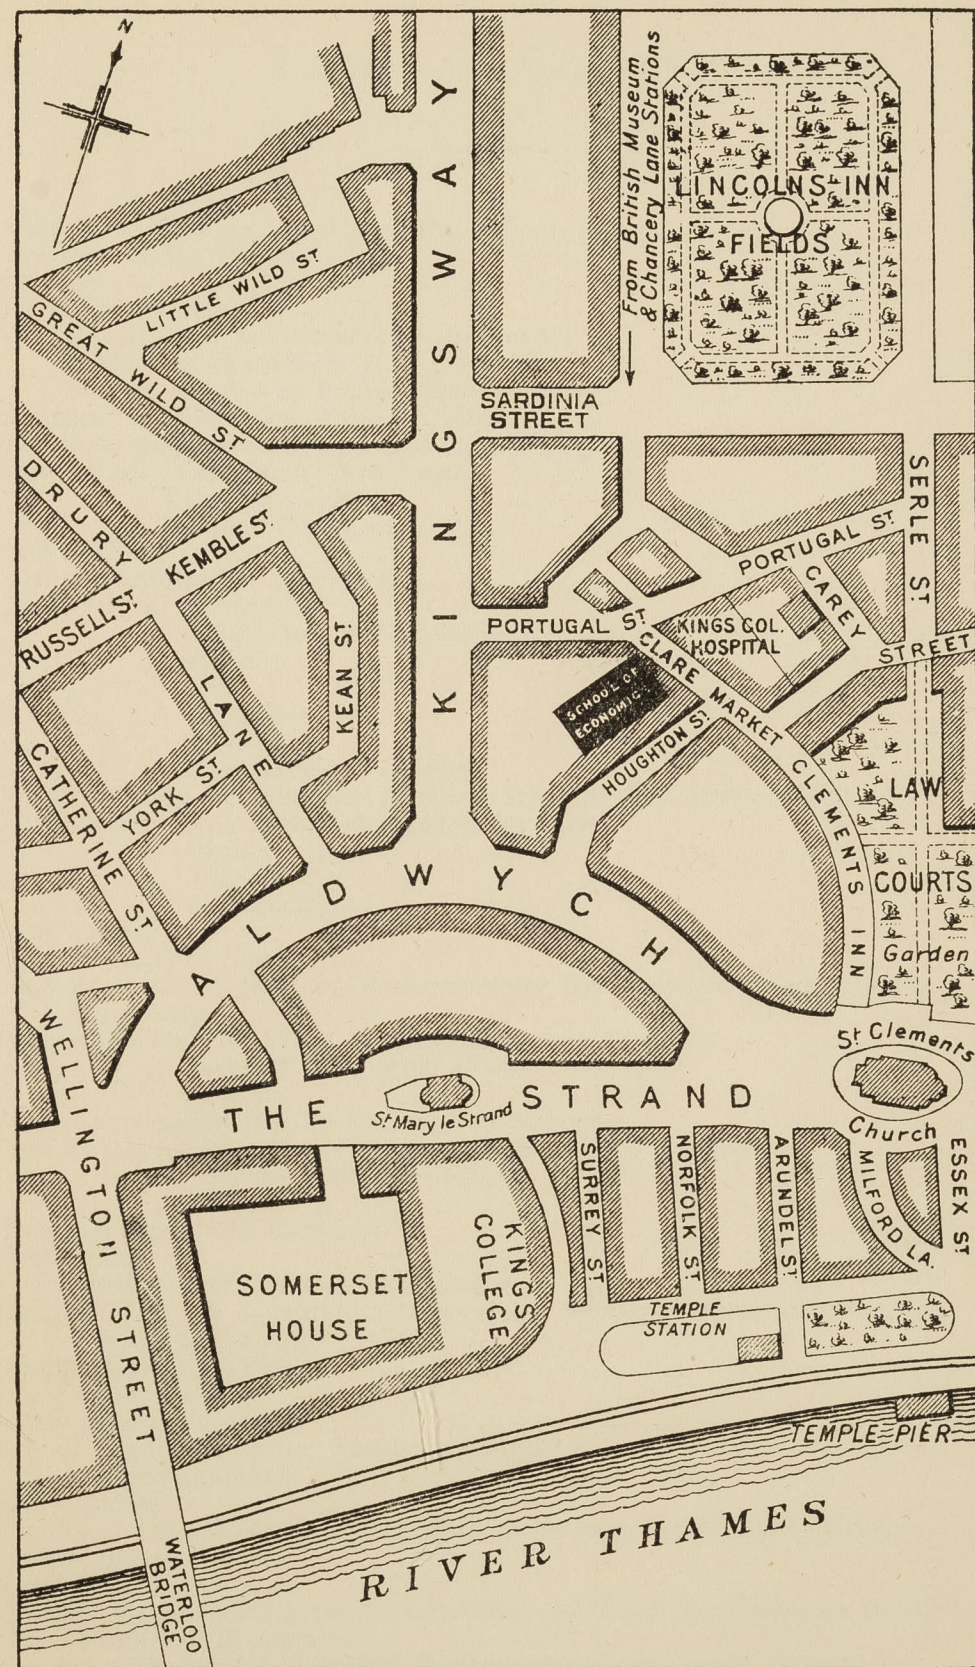 N
KINGSWAY
From British Museum
& Chancery Lane Stations
LINCOLNS INN
FIELDS
LITTLE WILD ST
GREAT WILD ST
SARDINIA
STREET
DRURY LANE
KEMBLE ST
RUSSELL ST
SERLE ST
PORTUGAL ST
CAREY STREET
PORTUGAL ST
KINGS COL.
HOSPITAL
CLARE MARKET
SCHOOL OF
ECONOMIC
KEAN ST
HOUGHTON ST
CATHERINE ST
YORK ST
CLEMENTS INN
LAW
COURTS
Garden
ALDWYCH
WELLINGTON STREET
THE STRAND
St Mary le Strand
St Clements
Church
SURREY ST
NORFOLK ST
ARUNDEL ST
MILFORD LA.
ESSEX ST
KINGS
COLLEGE
SOMERSET
HOUSE
TEMPLE
STATION
TEMPLE PIER
RIVER THAMES
WATERLOO
BRIDGE